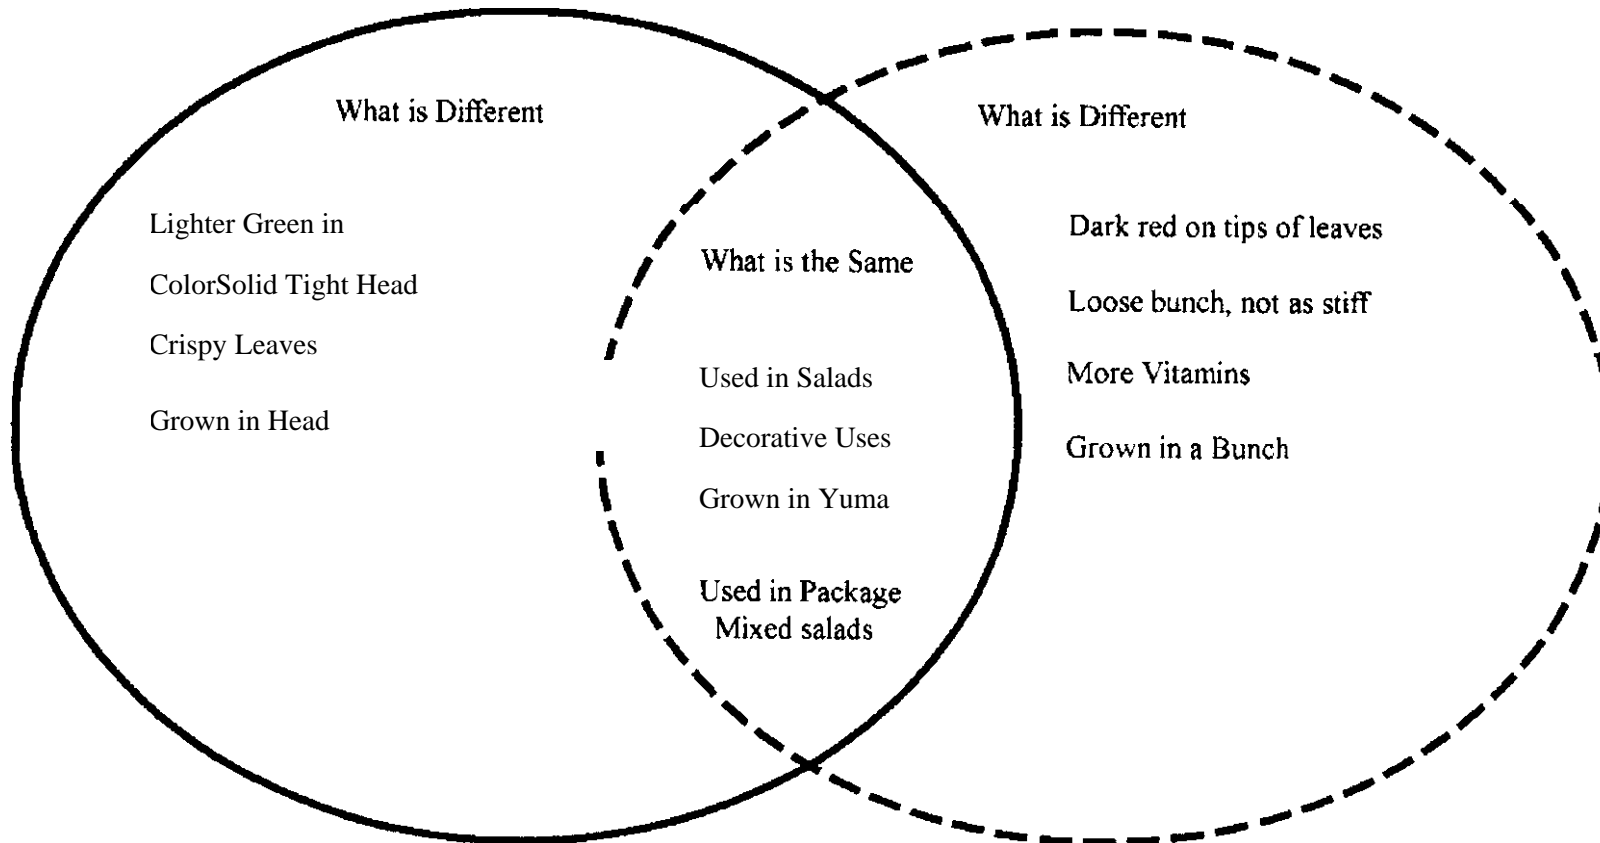 What is Different
Lighter Green in
ColorSolid Tight Head
Crispy Leaves
Grown in Head
What is the Same
Used in Salads
Decorative Uses
Grown in Yuma
Used in Package
Mixed salads
What is Different
Dark red on tips of leaves
Loose bunch, not as stiff
More Vitamins
Grown in a Bunch